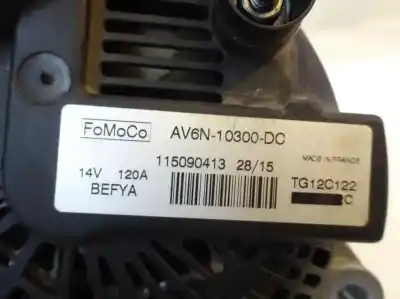 FoMoCo AV6N-10300-DC
115090413 28/15 MADE IN FRANCE
14V 120A TG12C122
BEFYA C